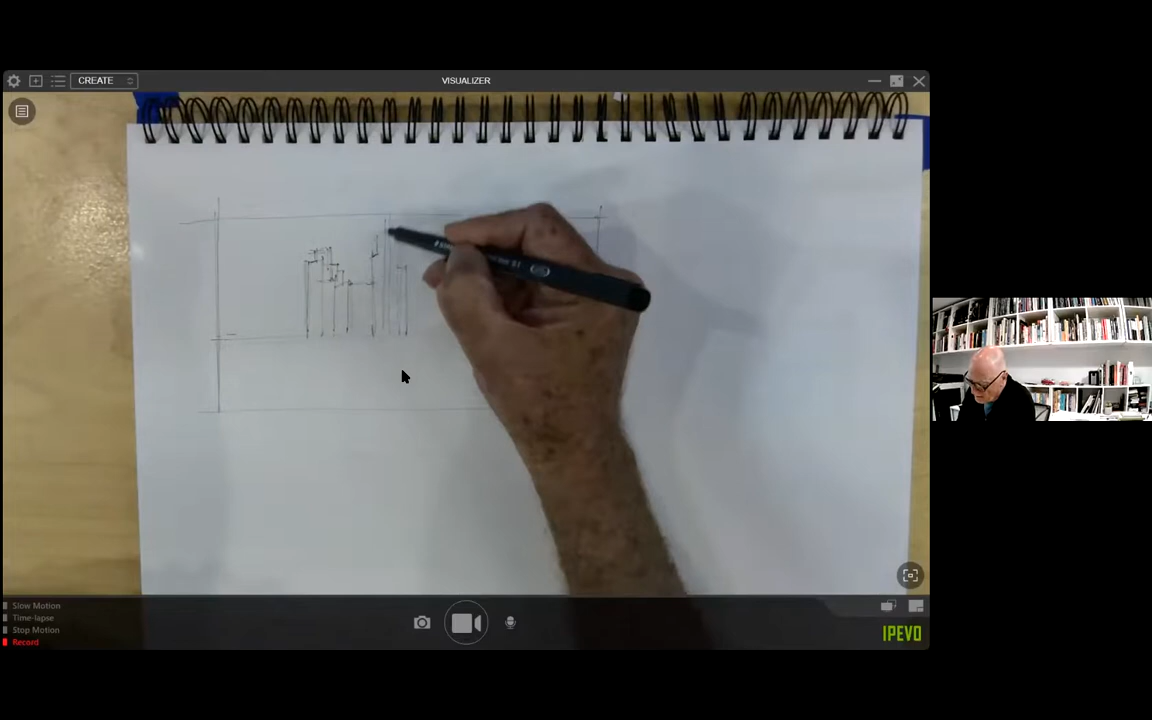 CREATE
VISUALIZER
Slow Motion
Time-lapse
Stop Motion
Record
IPEVO